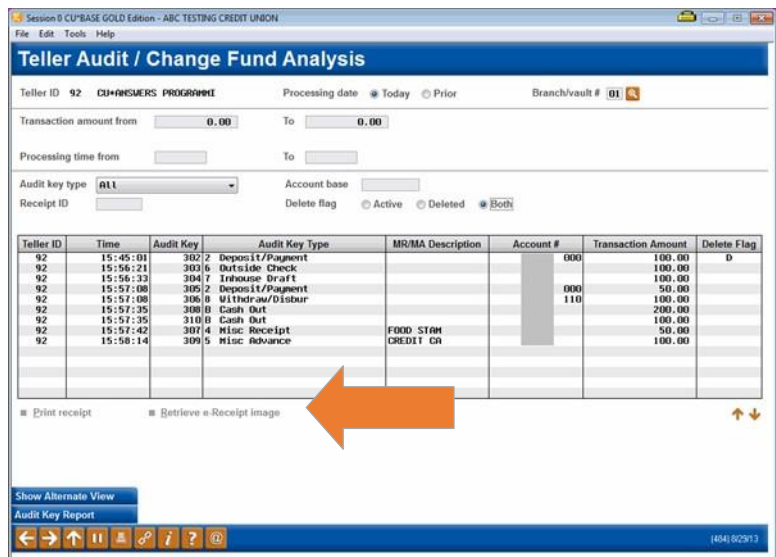 Session 0 CU*BASE GOLD Edition - ABC TESTING CREDIT UNION
File Edit Tools Help
Teller Audit / Change Fund Analysis
Teller ID 92 CU*ANSWERS PROGRAMMI Processing date Today Prior Branch/vault # 01
Transaction amount from 0.00 To 0.00
Processing time from To
Audit key type All Account base
Receipt ID Delete flag Active Deleted Both
Teller ID Time Audit Key Audit Key Type MR/MA Description Account # Transaction Amount Delete Flag
92 15:45:01 302 2 Deposit/Payment 000 100.00 D
92 15:56:21 303 6 Outside Check 100.00
92 15:56:33 304 7 Inhouse Draft 100.00
92 15:57:08 305 2 Deposit/Payment 000 50.00
92 15:57:08 306 8 Withdraw/Disbur 110 100.00
92 15:57:35 308 B Cash Out 200.00
92 15:57:35 310 B Cash Out 100.00
92 15:57:42 307 4 Misc Receipt FOOD STAM 50.00
92 15:58:14 309 5 Misc Advance CREDIT CA 100.00
Print receipt Retrieve e-Receipt image
Show Alternate View
Audit Key Report
(484) 8/29/13